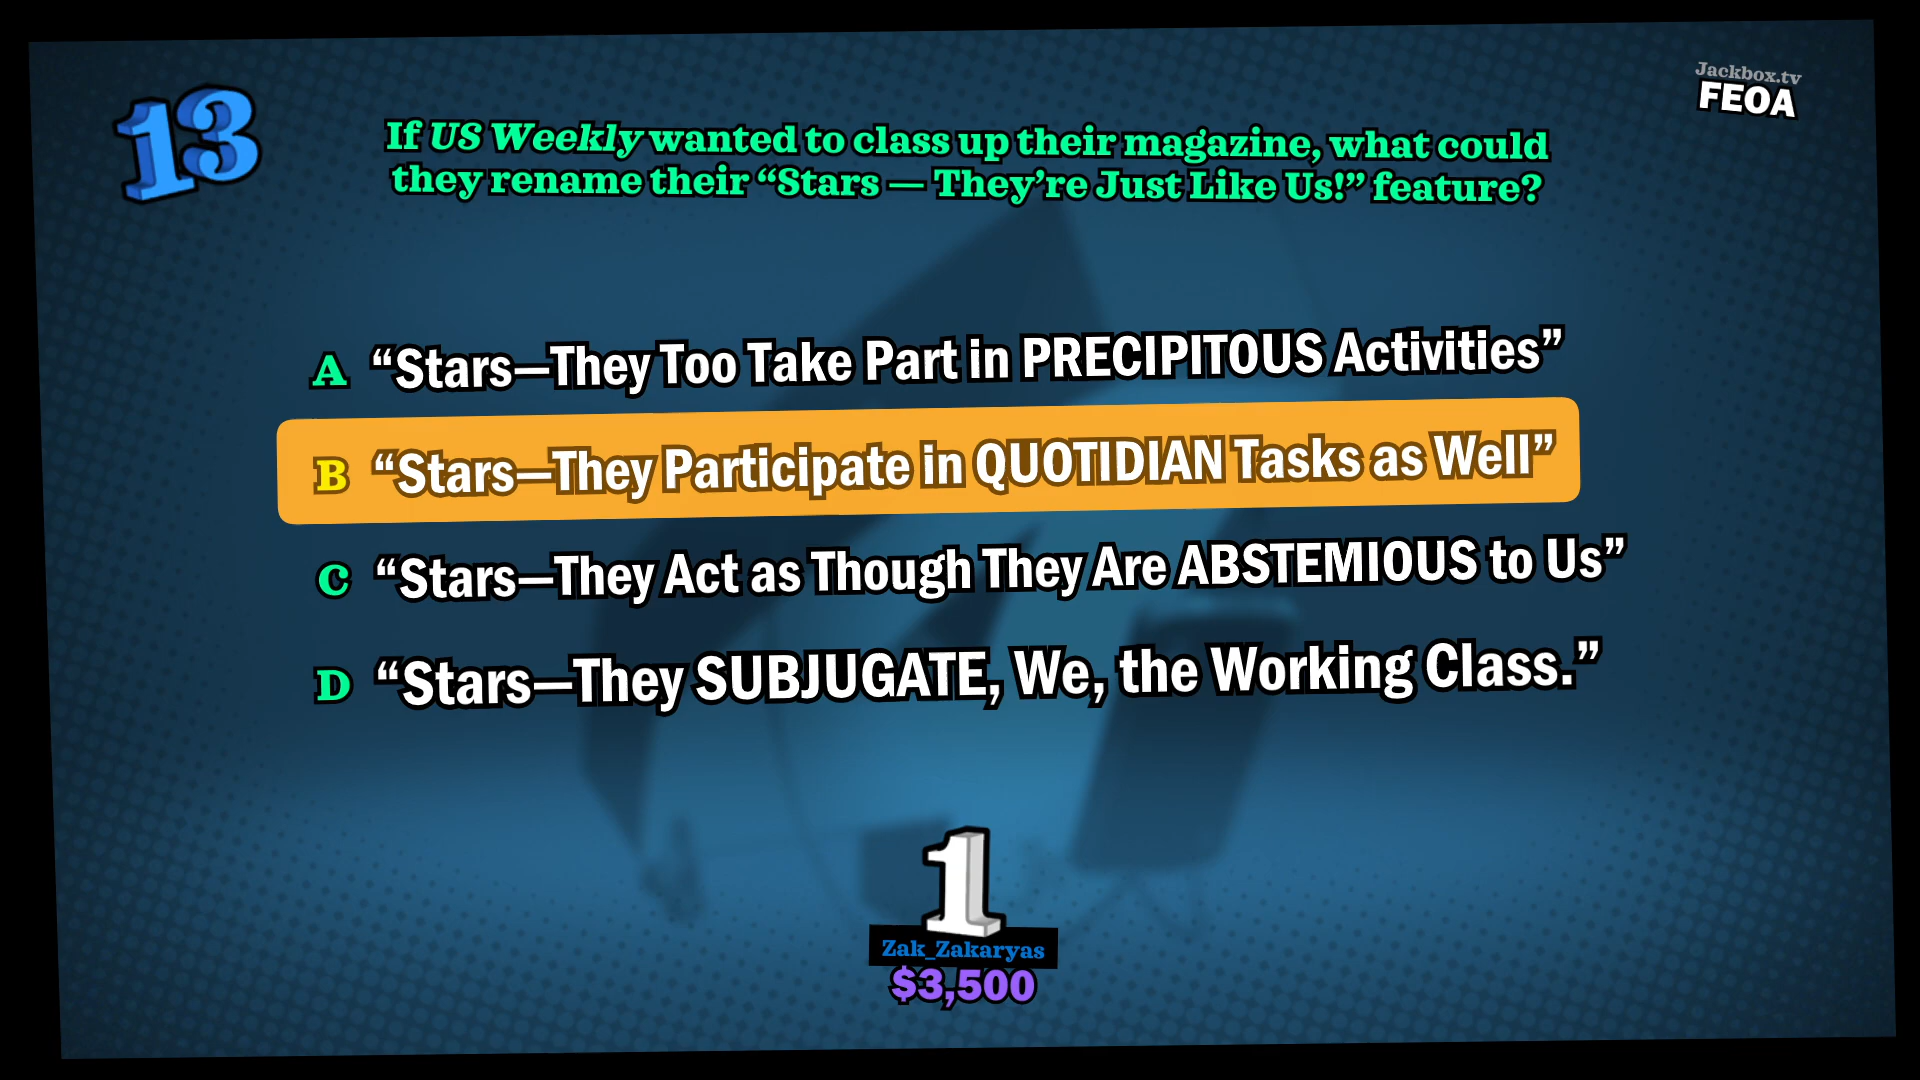 13
Jackbox.tv
FEOA
If US Weekly wanted to class up their magazine, what could
they rename their “Stars — They’re Just Like Us!” feature?
A “Stars—They Too Take Part in PRECIPITOUS Activities”
B “Stars—They Participate in QUOTIDIAN Tasks as Well”
C “Stars—They Act as Though They Are ABSTEMIOUS to Us”
D “Stars—They SUBJUGATE, We, the Working Class.”
1
Zak_Zakaryas
$3,500